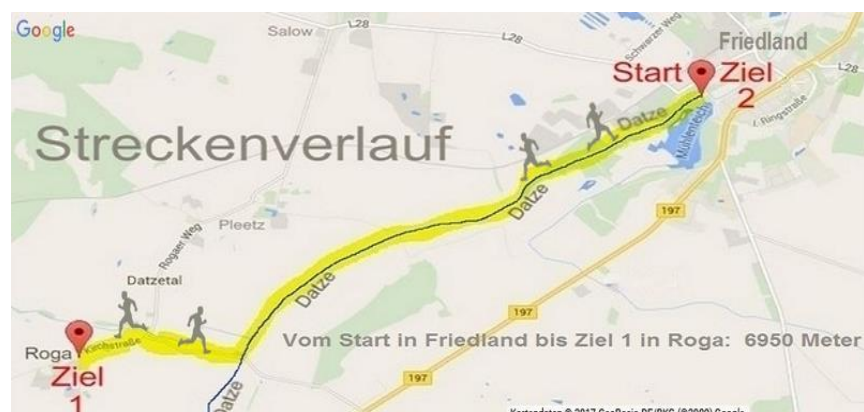 Google
Salow
L28
L28
Schwarzer Weg
Friedland
L28
Start
Ziel
2
Datze
Mühlenteich
I. Ringstraße
Streckenverlauf
Datze
197
Pleetz
Rogaer Weg
Datzetal
Datze
197
Vom Start in Friedland bis Ziel 1 in Roga: 6950 Meter
Roga
Kirchstraße
Ziel
1
197
Datze